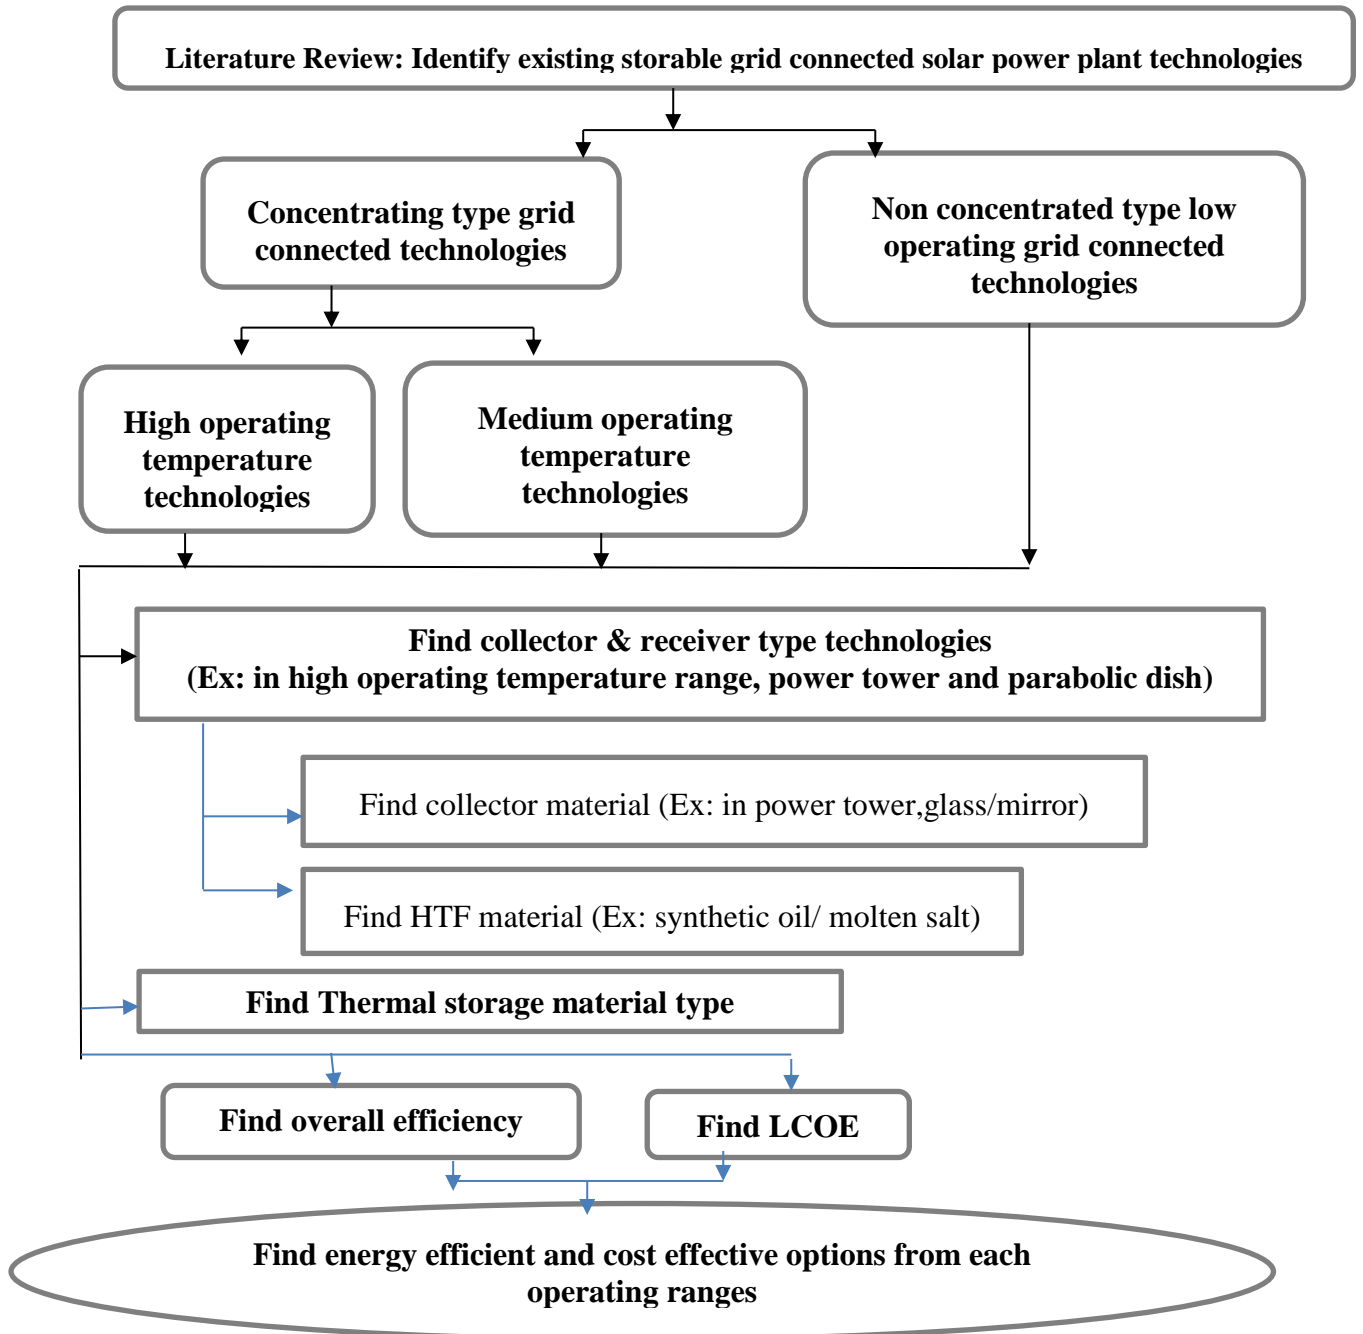 Literature Review: Identify existing storable grid connected solar power plant technologies
Concentrating type grid
connected technologies
Non concentrated type low
operating grid connected
technologies
High operating
temperature
technologies
Medium operating
temperature
technologies
Find collector & receiver type technologies
(Ex: in high operating temperature range, power tower and parabolic dish)
Find collector material (Ex: in power tower,glass/mirror)
Find HTF material (Ex: synthetic oil/ molten salt)
Find Thermal storage material type
Find overall efficiency
Find LCOE
Find energy efficient and cost effective options from each
operating ranges